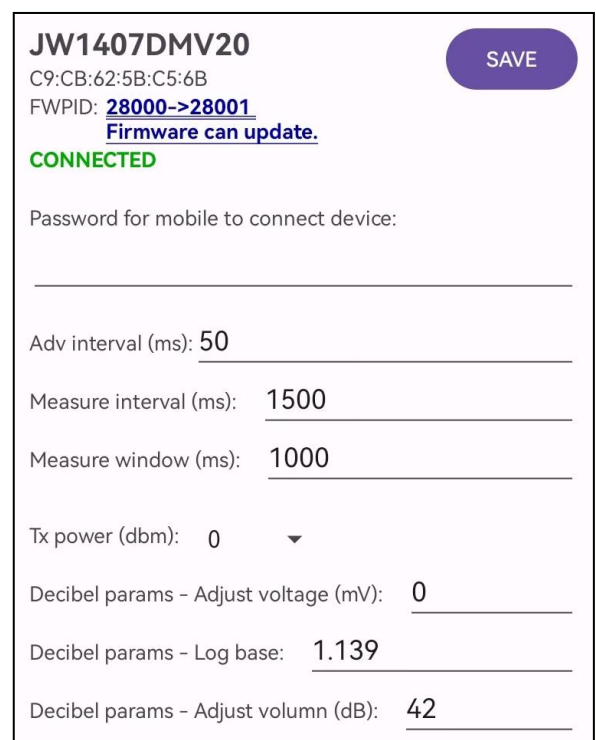 JW1407DMV20
SAVE
C9:CB:62:5B:C5:6B
FWPID: 28000->28001
Firmware can update.
CONNECTED
Password for mobile to connect device:
Adv interval (ms): 50
Measure interval (ms): 1500
Measure window (ms): 1000
Tx power (dbm): 0
Decibel params - Adjust voltage (mV): 0
Decibel params - Log base: 1.139
Decibel params - Adjust volumn (dB): 42